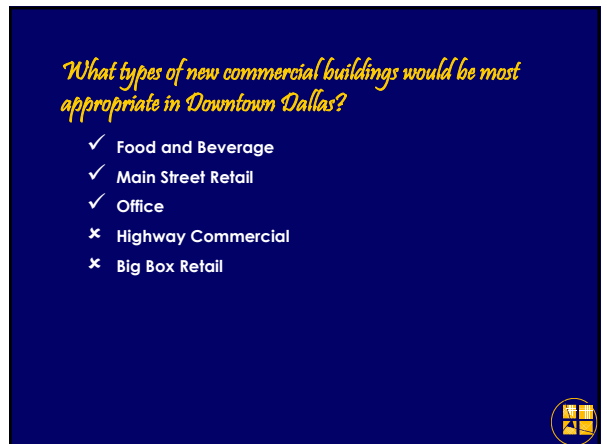 What types of new commercial buildings would be most
appropriate in Downtown Dallas?
✓ Food and Beverage
✓ Main Street Retail
✓ Office
× Highway Commercial
× Big Box Retail